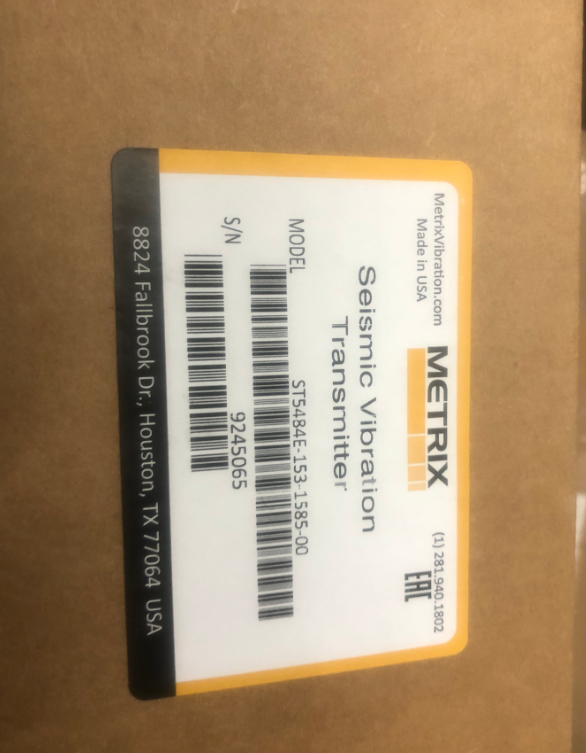 MetrixVibration.com
Made in USA
METRIX
(1) 281.940.1802
EAC
Seismic Vibration
Transmitter
MODEL
ST5484E-153-1585-00
S/N
9245065
8824 Fallbrook Dr., Houston, TX 77064 USA